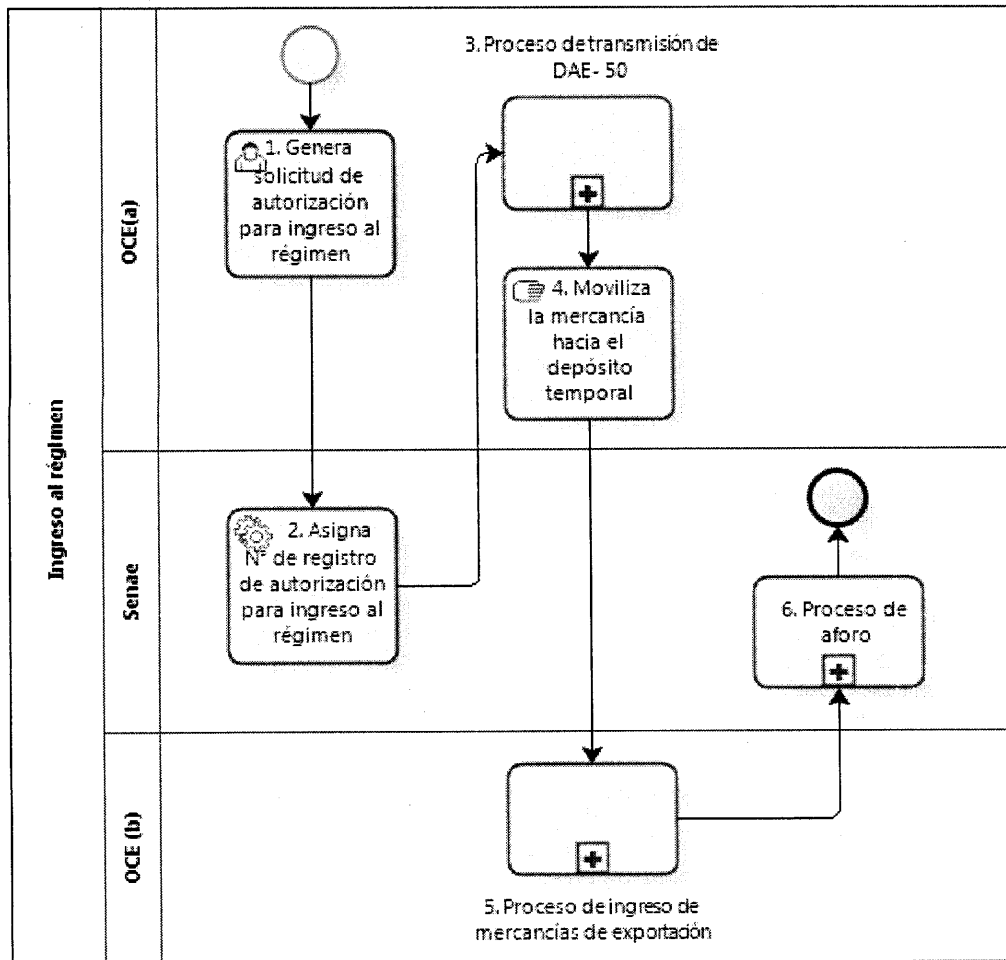 Ingreso al régimen
OCE(a)
1. Genera
solicitud de
autorización
para ingreso al
régimen
3. Proceso de transmisión de
DAE- 50
4. Moviliza
la mercancía
hacia el
depósito
temporal
Senae
2. Asigna
N° de registro
de autorización
para ingreso al
régimen
6. Proceso de
aforo
OCE (b)
5. Proceso de ingreso de
mercancías de exportación